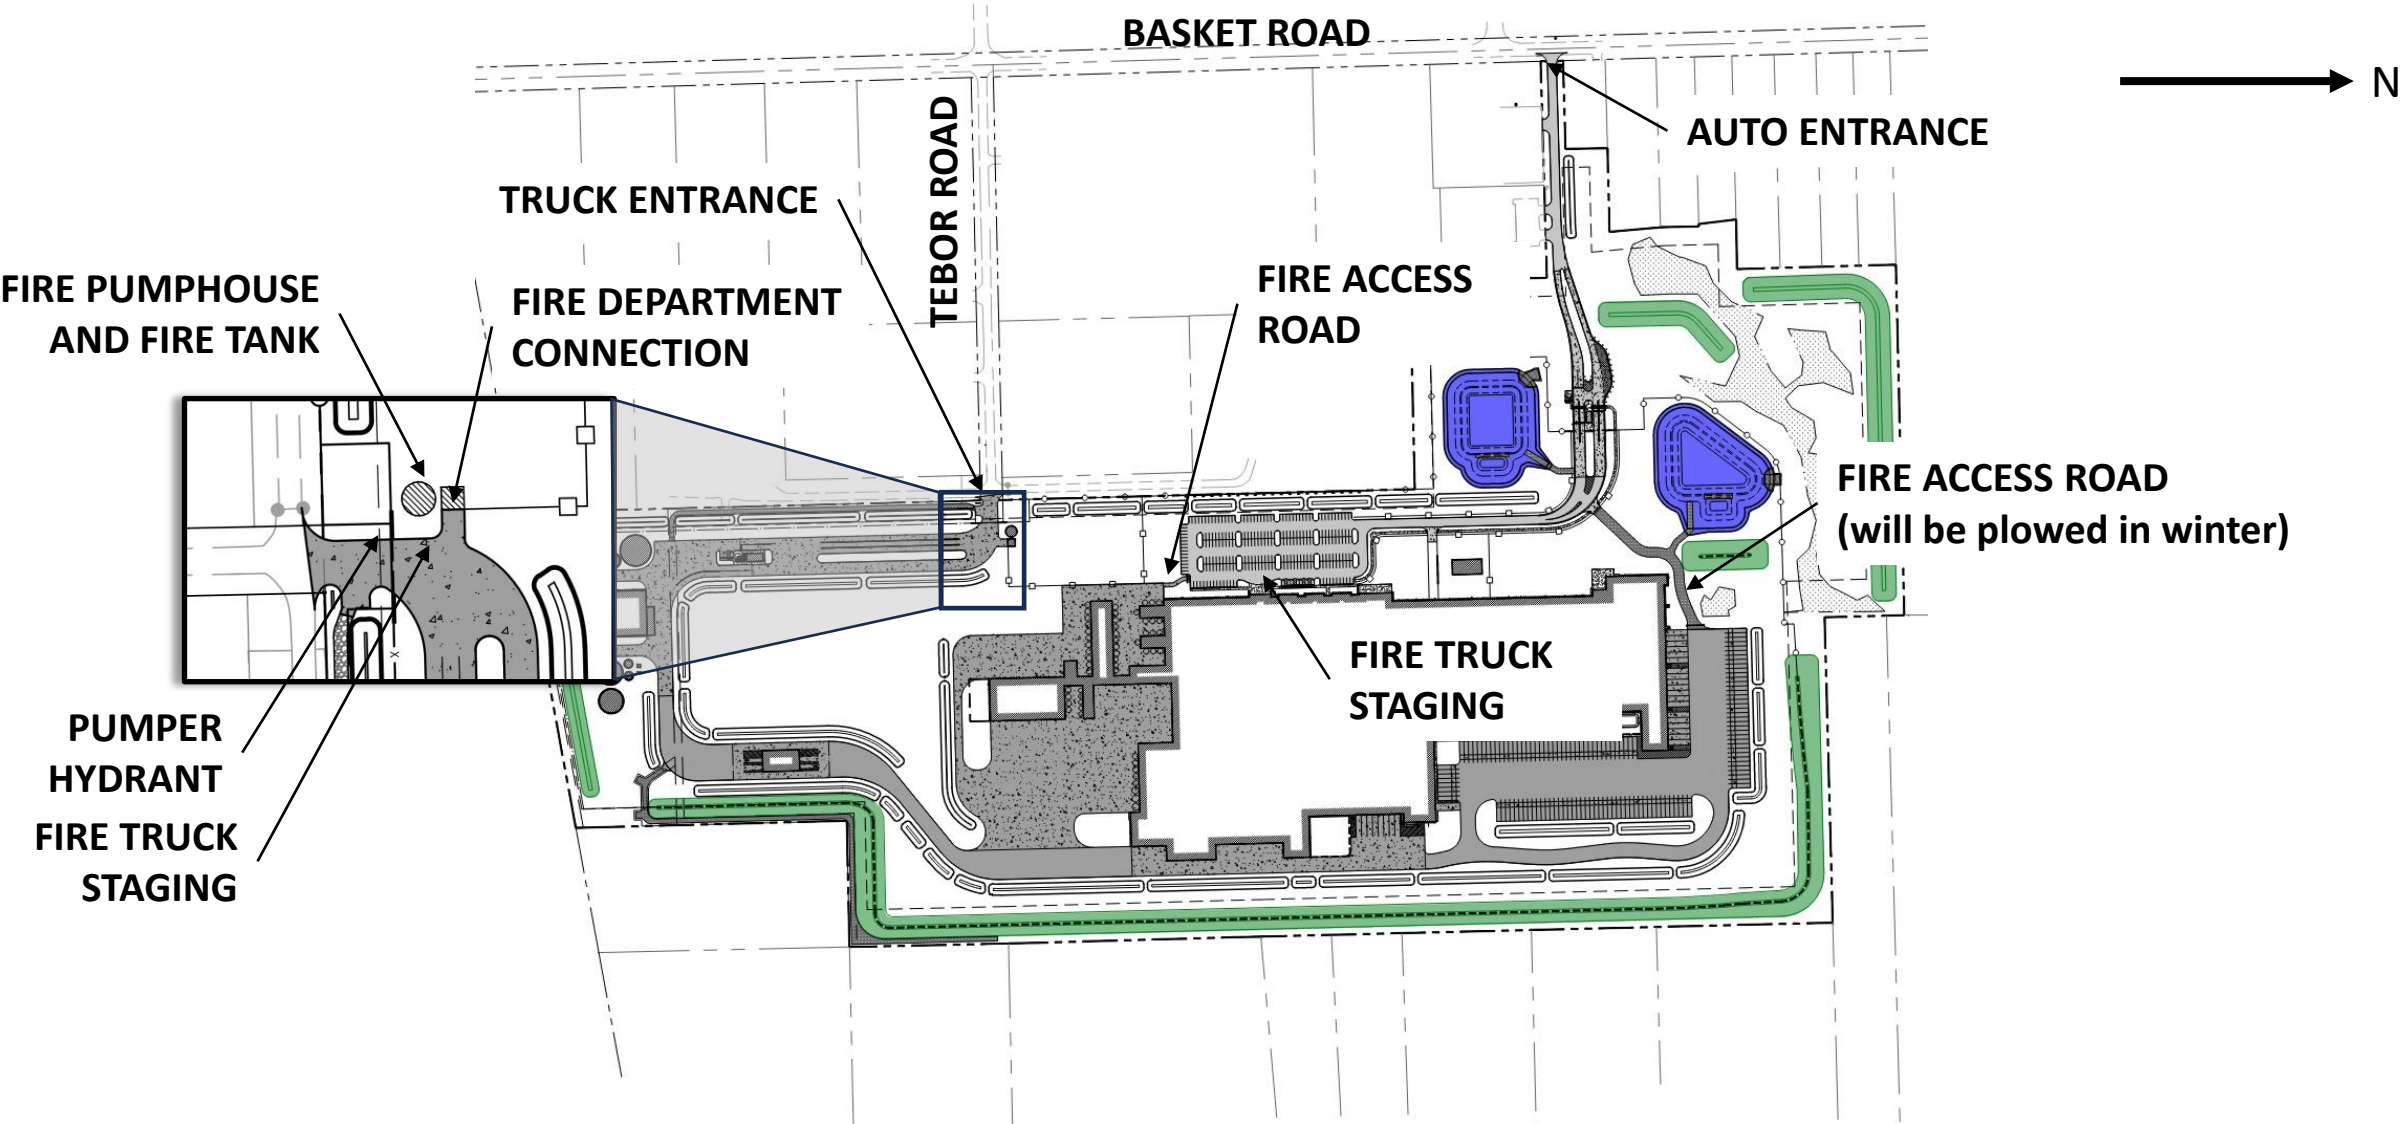 BASKET ROAD
N
AUTO ENTRANCE
TEBOR ROAD
TRUCK ENTRANCE
FIRE PUMPHOUSE
AND FIRE TANK
FIRE DEPARTMENT
CONNECTION
FIRE ACCESS
ROAD
FIRE ACCESS ROAD
(will be plowed in winter)
FIRE TRUCK
STAGING
X
PUMPER
HYDRANT
FIRE TRUCK
STAGING